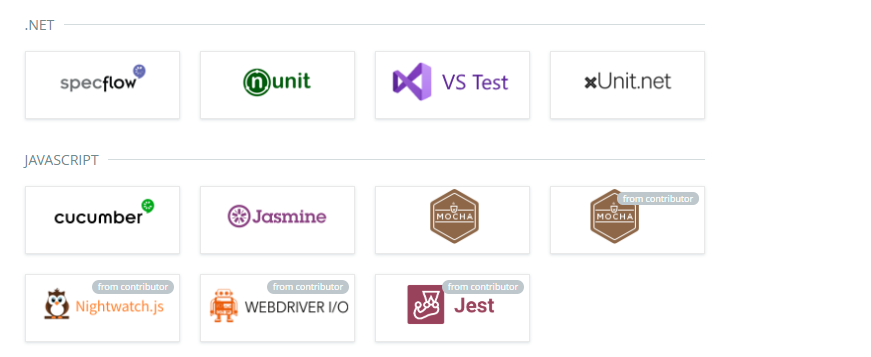 .NET
specflow
nunit
VS Test
xUnit.net
JAVASCRIPT
cucumber
Jasmine
MOCHA
from contributor
MOCHA
from contributor
Nightwatch.js
from contributor
WEBDRIVER I/O
from contributor
Jest